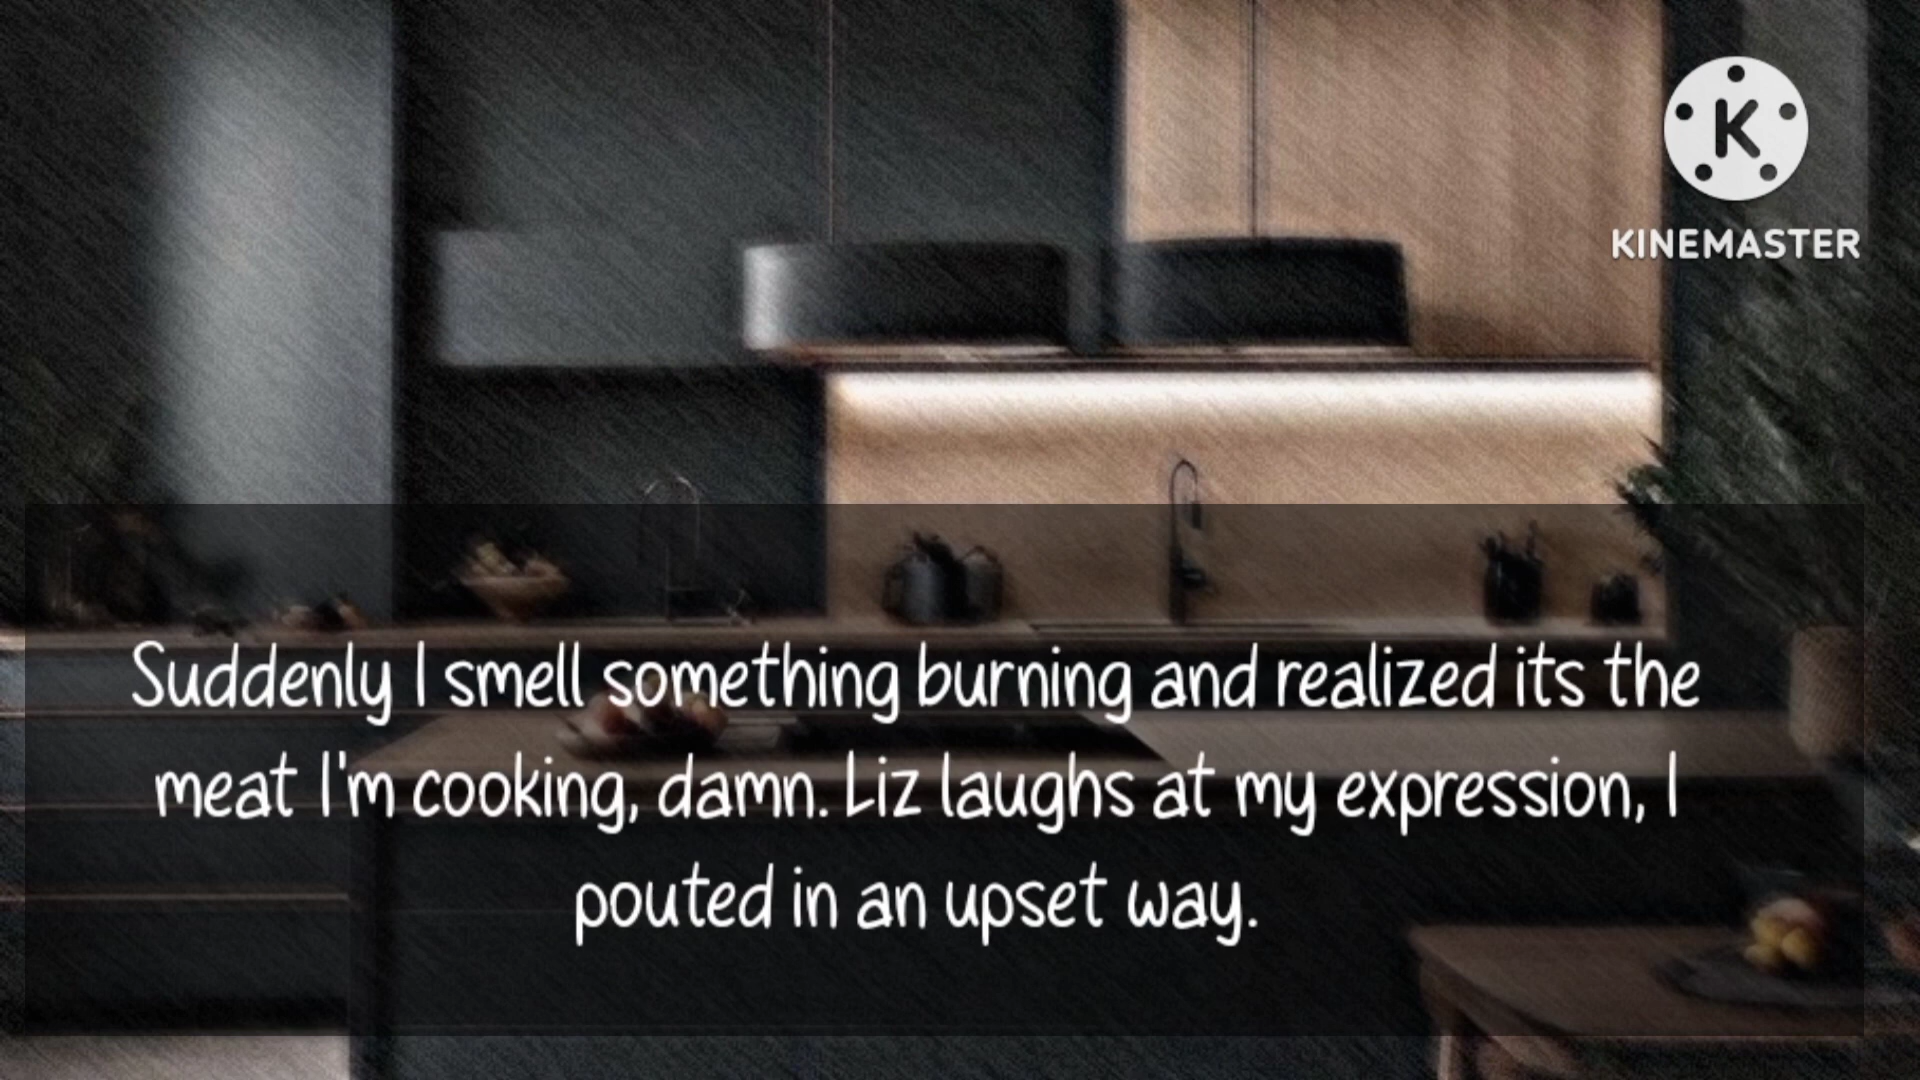 KINEMASTER
Suddenly I smell something burning and realized its the
meat I'm cooking, damn. Liz laughs at my expression, I
pouted in an upset way.